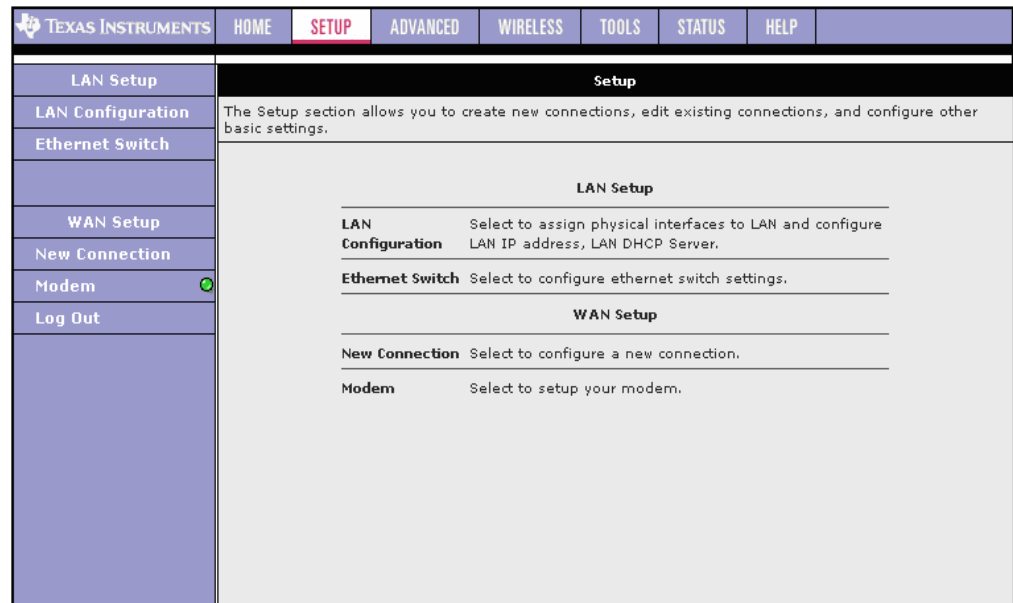 TEXAS INSTRUMENTS HOME SETUP ADVANCED WIRELESS TOOLS STATUS HELP
LAN Setup
LAN Configuration
Ethernet Switch
WAN Setup
New Connection
Modem
Log Out
Setup
The Setup section allows you to create new connections, edit existing connections, and configure other
basic settings.
LAN Setup
LAN
Configuration
Select to assign physical interfaces to LAN and configure
LAN IP address, LAN DHCP Server.
Ethernet Switch Select to configure ethernet switch settings.
WAN Setup
New Connection Select to configure a new connection.
Modem Select to setup your modem.